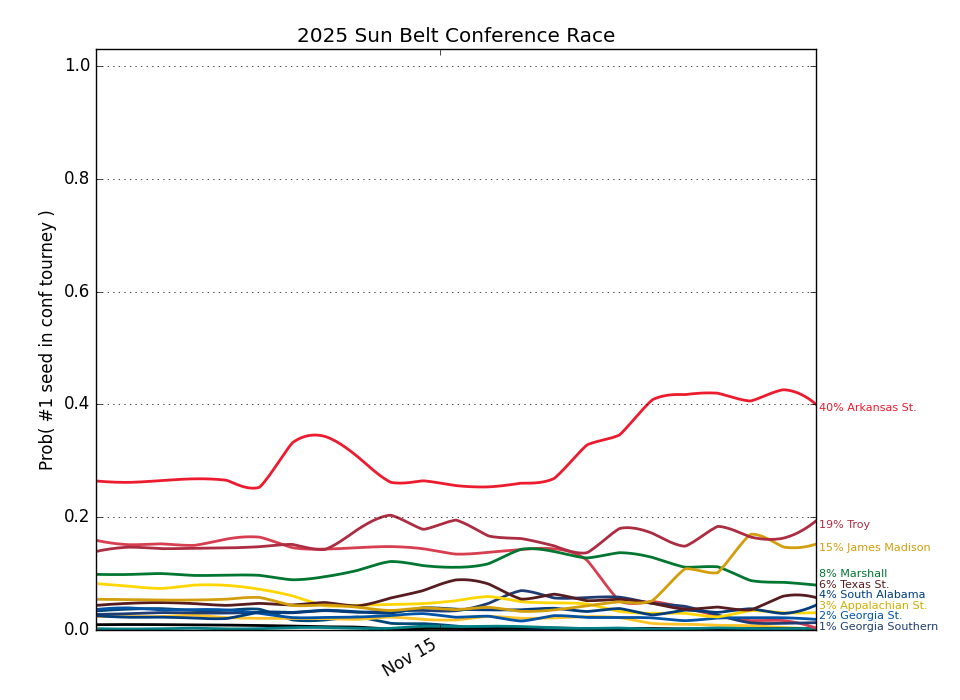 2025 Sun Belt Conference Race
Prob( #1 seed in conf tourney )
1.0
0.8
0.6
0.4
0.2
0.0
Nov 15
40% Arkansas St.
19% Troy
15% James Madison
8% Marshall
6% Texas St.
4% South Alabama
3% Appalachian St.
2% Georgia St.
1% Georgia Southern